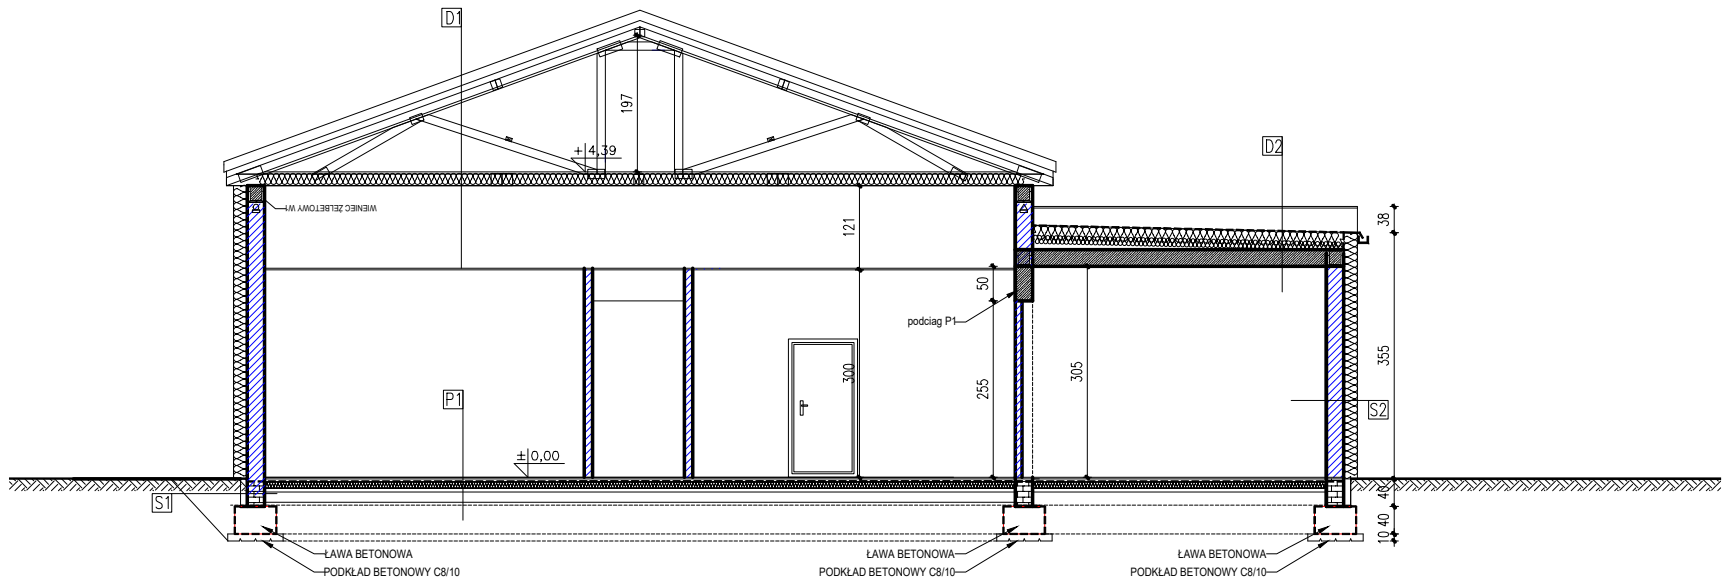 D1
197
+4,39
D2
WIENIEC ŻELBETOWY W1
121
38
50
podciag P1
300
255
305
355
P1
S2
±0,00
S1
40
40
10
ŁAWA BETONOWA
ŁAWA BETONOWA
ŁAWA BETONOWA
PODKŁAD BETONOWY C8/10
PODKŁAD BETONOWY C8/10
PODKŁAD BETONOWY C8/10